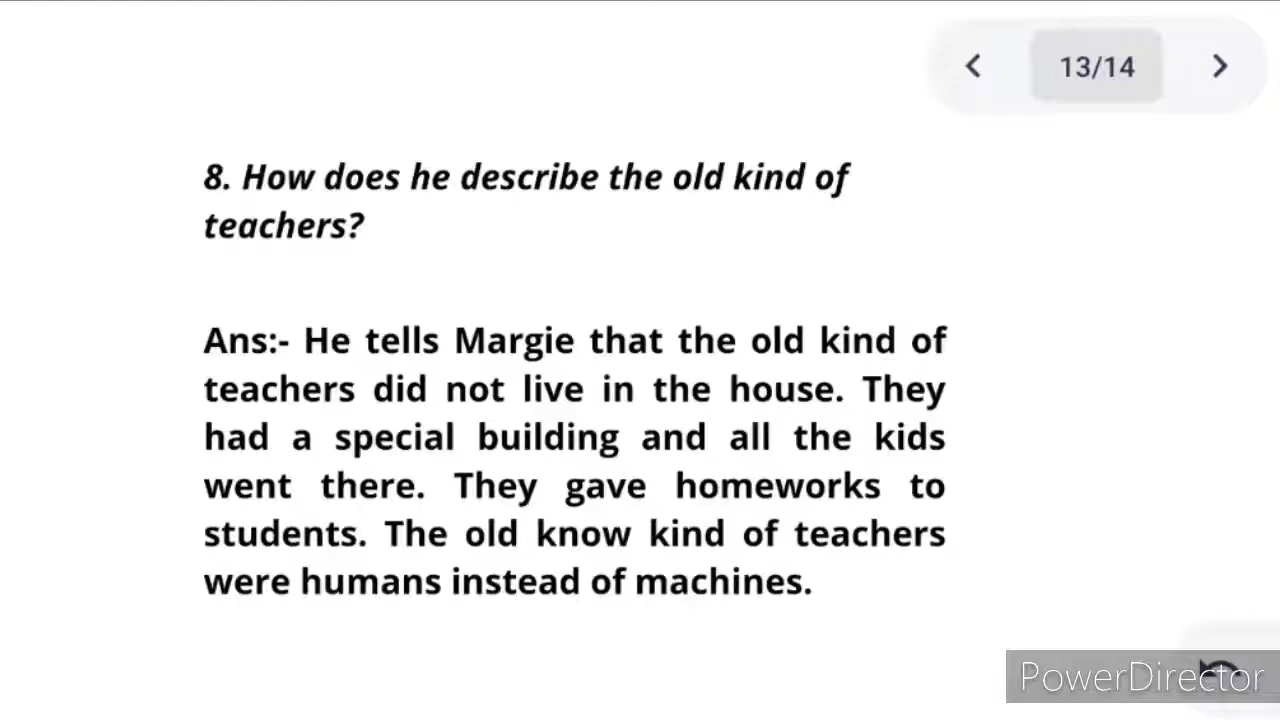 13/14
8. How does he describe the old kind of
teachers?
Ans:- He tells Margie that the old kind of
teachers did not live in the house. They
had a special building and all the kids
went there. They gave homeworks to
students. The old know kind of teachers
were humans instead of machines.
PowerDirector